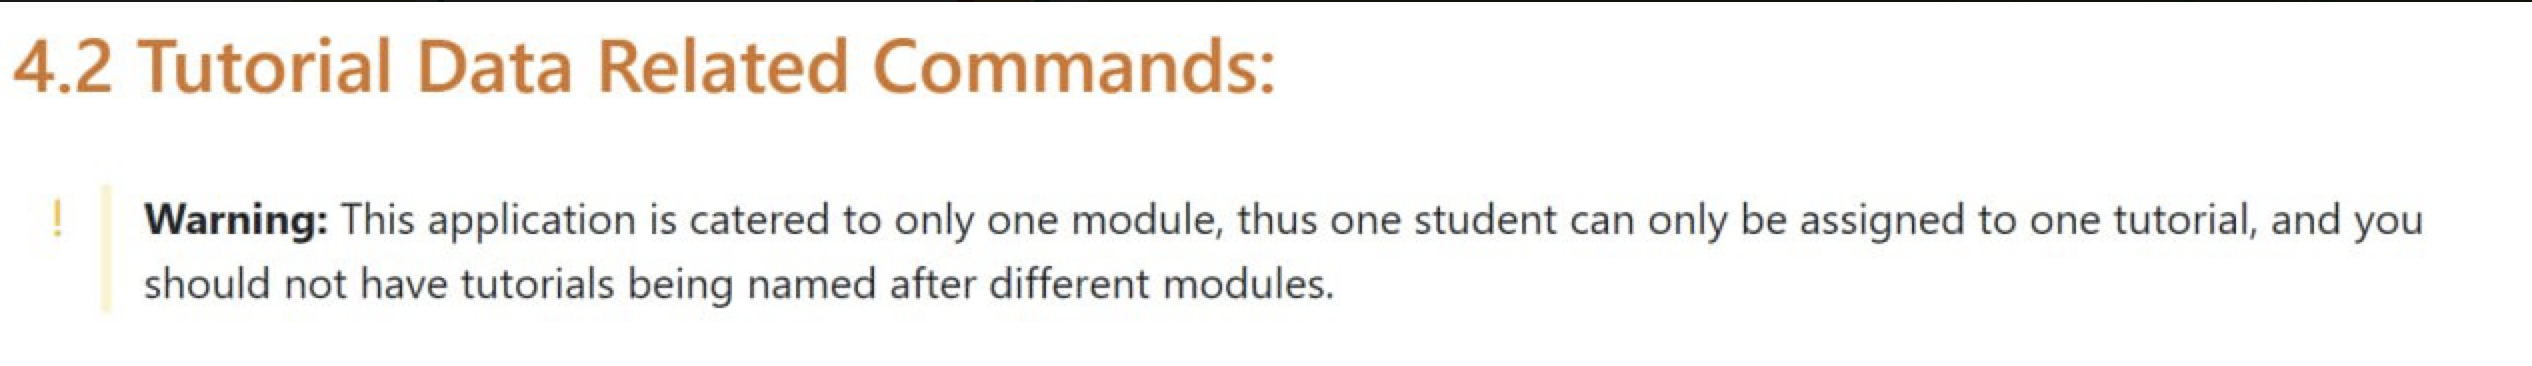 4.2 Tutorial Data Related Commands:
! Warning: This application is catered to only one module, thus one student can only be assigned to one tutorial, and you
should not have tutorials being named after different modules.